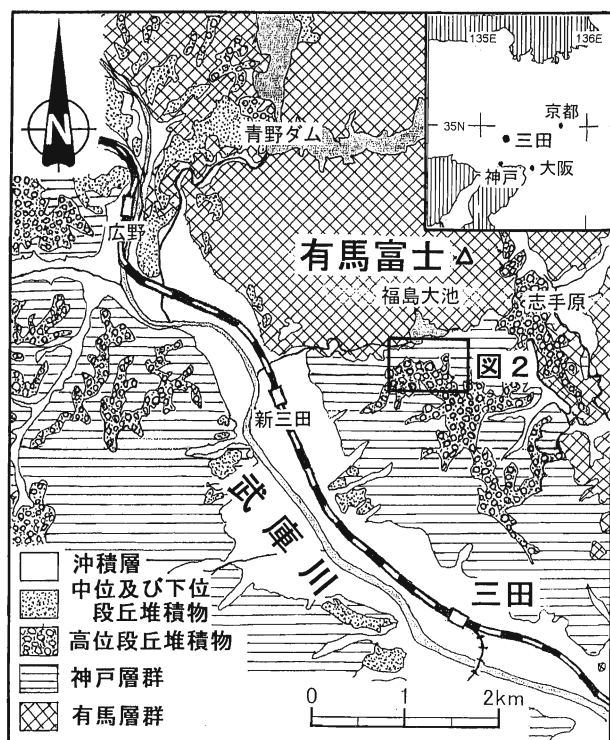 135E
136E
35N
京都
三田
神戸
大阪
N
青野ダム
広野
有馬富士
福島大池
志手原
図2
新三田
武庫川
三田
沖積層
中位及び下位
段丘堆積物
高位段丘堆積物
神戸層群
有馬層群
0 1 2km